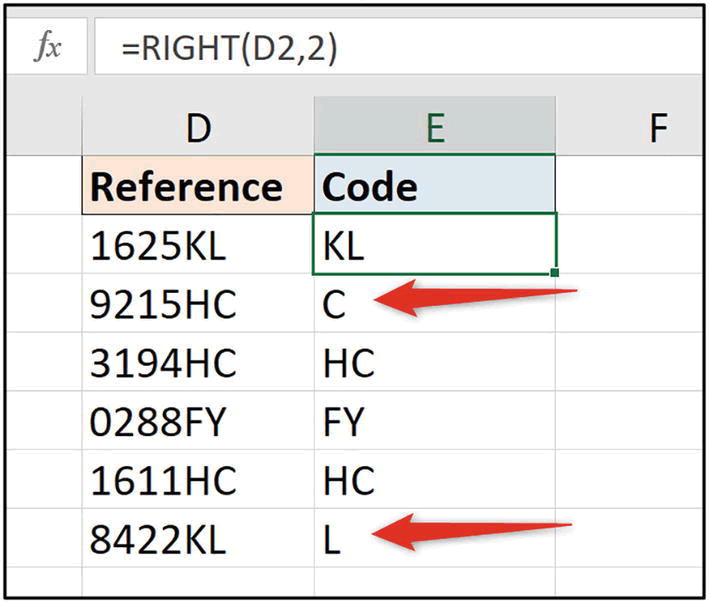 fx =RIGHT(D2,2)
D E F
Reference Code
1625KL KL
9215HC C
3194HC HC
0288FY FY
1611HC HC
8422KL L